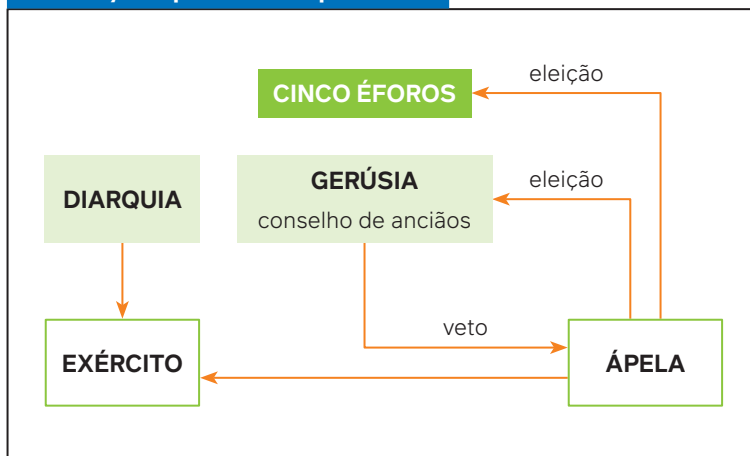 eleição
CINCO ÉFOROS
DIARQUIA
GERÚSIA
conselho de anciãos
eleição
veto
EXÉRCITO
ÁPELA